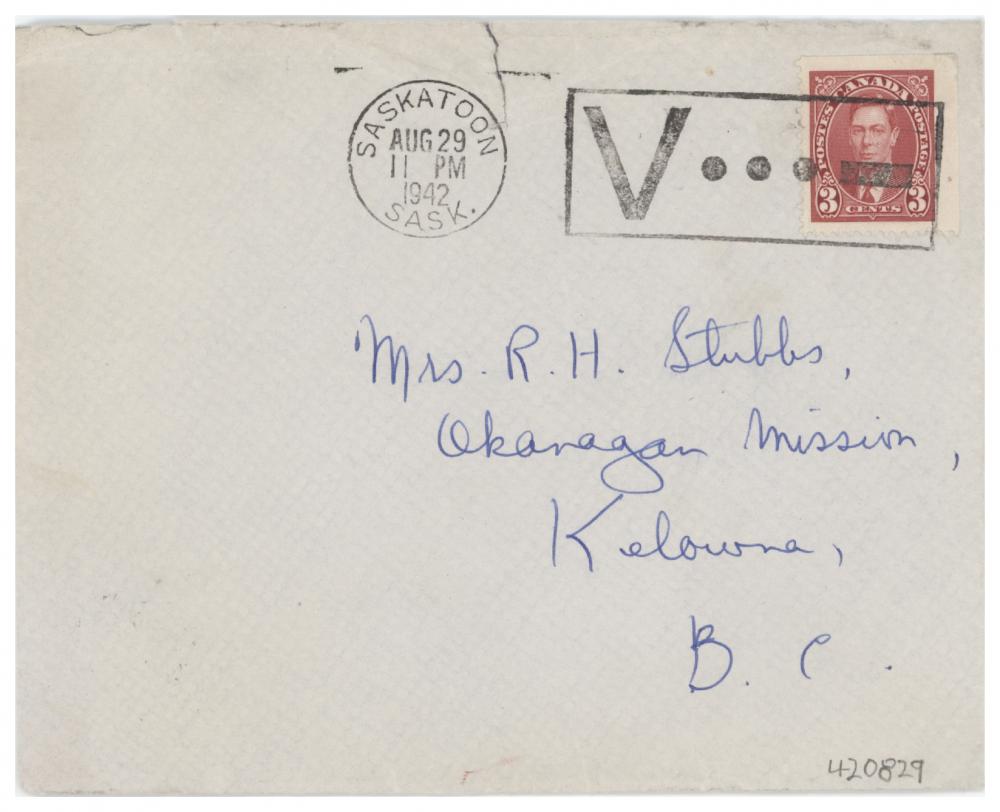 SASKATOON
AUG 29
11 PM
1942
SASK.
V...—
CANADA
POSTES POSTAGE
3 CENTS 3
Mrs. R. H. Stubbs,
Okanagan Mission,
Kelowna,
B. C.
420829